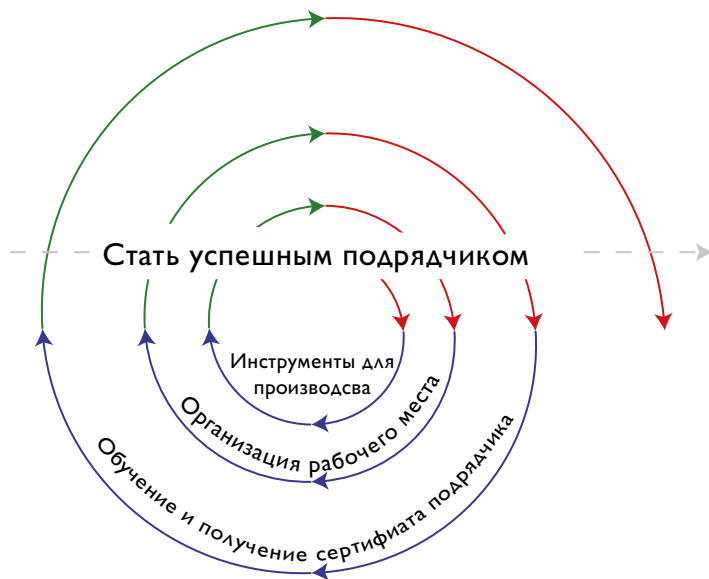 Стать успешным подрядчиком
Инструменты для
производсва
Организация рабочего места
Обучение и получение сертифиата подрядчика